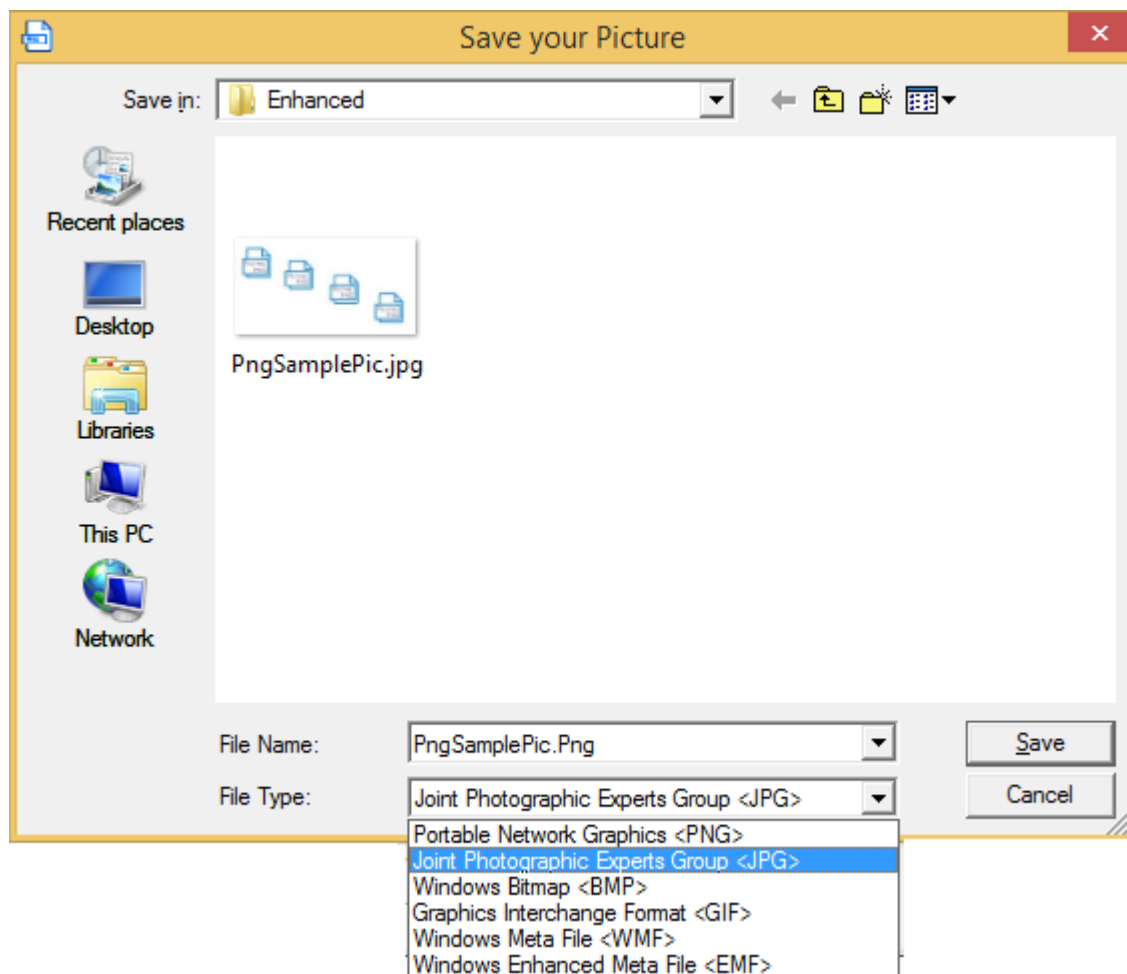 Save your Picture
Save in:
Enhanced
Recent places
Desktop
Libraries
This PC
Network
PngSamplePic.jpg
File Name:
PngSamplePic.Png
Save
File Type:
Joint Photographic Experts Group <JPG>
Cancel
Portable Network Graphics <PNG>
Joint Photographic Experts Group <JPG>
Windows Bitmap <BMP>
Graphics Interchange Format <GIF>
Windows Meta File <WMF>
Windows Enhanced Meta File <EMF>